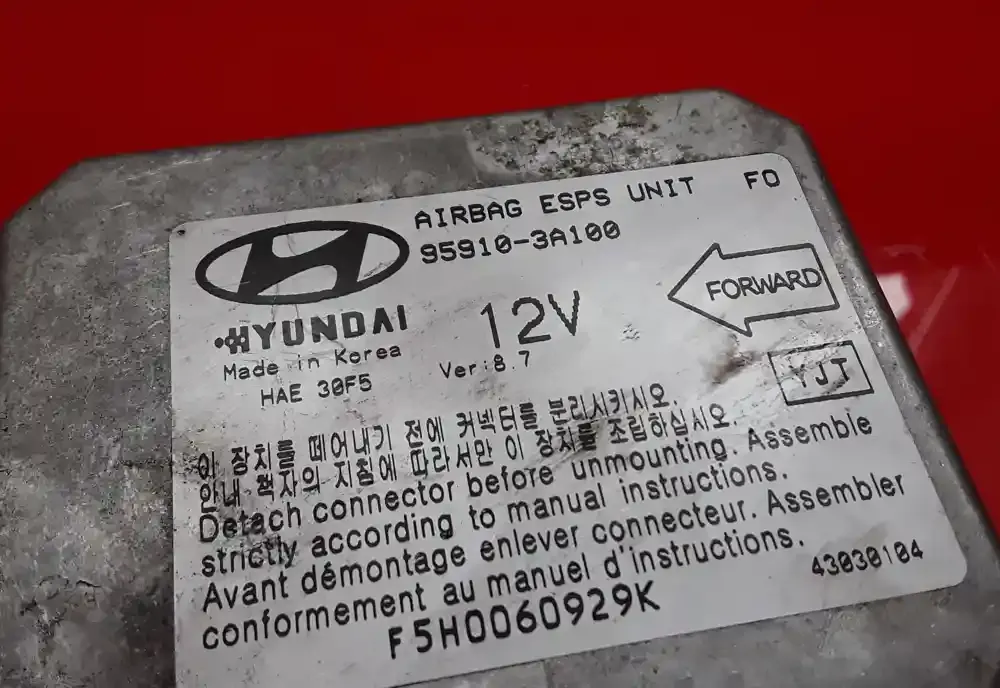 AIRBAG ESPS UNIT FO
95910-3A100
FORWARD
HYUNDAI
12V
Made in Korea
Ver:8.7
HAE 30F5
YJT
이 장치를 떼어내기 전에 커넥터를 분리시키시오.
안내 책자의 지침에 따라서만 이 장치를 조립하십시오.
Detach connector before unmounting. Assemble
strictly according to manual instructions.
Avant démontage enlever connecteur. Assembler
conformement au manuel d'instructions.
43030104
F5H0060929K